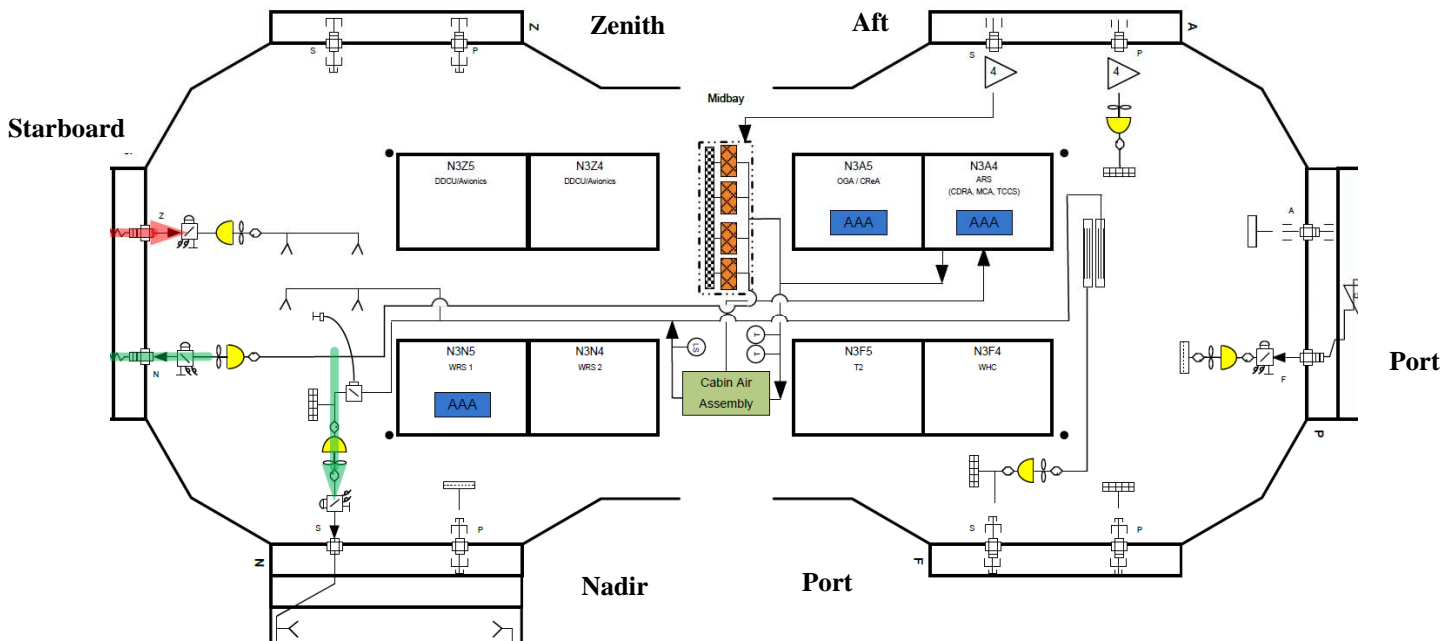 Zenith
Aft
Z
A
S
P
S
P
4
4
Midbay
Starboard
N3Z5
DDCU/Avionics
N3Z4
DDCU/Avionics
N3A5
OGA / CReA
AAA
N3A4
ARS
(CDRA, MCA, TCCS)
AAA
Z
A
N
N3N5
WRS 1
AAA
N3N4
WRS 2
LS
T
T
Cabin Air
Assembly
N3F5
T2
N3F4
WHC
F
Port
P
S
P
S
P
N
F
Nadir
Port